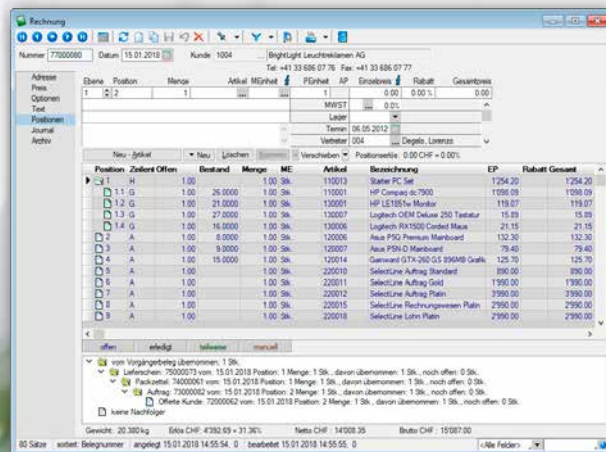 Rechnung
Nummer 77000080 Datum 15.01.2018 Kunde 1004 ... BrightLight Leuchtreklamen AG
Tel: +41 33 686 07 76 Fax: +41 33 686 07 77
Adresse
Preis
Optionen
Text
Positionen
Journal
Archiv
Ebene Position Menge Artikel MEinheit PEinheit AP Einzelpreis Rabatt Gesamtpreis
1 2 1 ... ... 1 0.00 0.00 % 0.00
MWST ... 0.0%
Lager
Termin 06.05.2012
Vertreter 004 ... Degelo, Lorenzo
Neu - Artikel Neu Löschen Verschieben Positionserlös: 0.00 CHF = 0.00%
Position Zeilent Offen Bestand Menge ME Artikel Bezeichnung EP Rabatt Gesamt
1 H 1.00 1.00 Stk. 110013 Starter PC Set 1'254.20 1'254.20
1.1 G 1.00 26.0000 1.00 Stk. 110001 HP Compaq dc7900 1'098.09 1'098.09
1.2 G 1.00 21.0000 1.00 Stk. 130001 HP LE1851w Monitor 119.07 119.07
1.3 G 1.00 27.0000 1.00 Stk. 130007 Logitech OEM Deluxe 250 Tastatur 15.89 15.89
1.4 G 1.00 16.0000 1.00 Stk. 130006 Logitech RX1500 Corded Maus 21.15 21.15
2 A 1.00 8.0000 1.00 Stk. 120006 Asus P5Q Premium Mainboard 132.30 132.30
3 A 1.00 9.0000 1.00 Stk. 120007 Asus P5N-D Mainboard 79.40 79.40
4 A 1.00 15.0000 1.00 Stk. 120014 Gainward GTX-260 GS 896MB Grafik 125.70 125.70
5 A 1.00 1.00 Stk. 220010 SelectLine Auftrag Standard 890.00 890.00
6 A 1.00 1.00 Stk. 220011 SelectLine Auftrag Gold 1'990.00 1'990.00
7 A 1.00 1.00 Stk. 220012 SelectLine Auftrag Platin 3'990.00 3'990.00
8 A 1.00 1.00 Stk. 220015 SelectLine Rechnungswesen Platin 2'990.00 2'990.00
9 A 1.00 1.00 Stk. 220018 SelectLine Lohn Platin 2'990.00 2'990.00
offen erledigt teilweise manuell
vom Vorgängerbeleg übernommen: 1 Stk.
Lieferschein: 75000073 vom: 15.01.2018 Position: 1 Menge: 1 Stk., davon übernommen: 1 Stk., noch offen: 0 Stk.
Packzettel: 74000061 vom: 15.01.2018 Position: 1 Menge: 1 Stk., davon übernommen: 1 Stk., noch offen: 0 Stk.
Auftrag: 73000082 vom: 15.01.2018 Position: 2 Menge: 1 Stk., davon übernommen: 1 Stk., noch offen: 0 Stk.
Offerte Kunde: 72000062 vom: 15.01.2018 Position: 2 Menge: 1 Stk., davon übernommen: 1 Stk., noch offen: 0 Stk.
keine Nachfolger
Gewicht: 20.380kg Erlös CHF: 4'392.69 = 31.36% Netto CHF : 14'008.35 Brutto CHF : 15'087.00
80 Sätze sortiert: Belegnummer angelegt 15.01.2018 14:55:54, 0 bearbeitet 15.01.2018 14:55:55, 0 <Alle Felder>